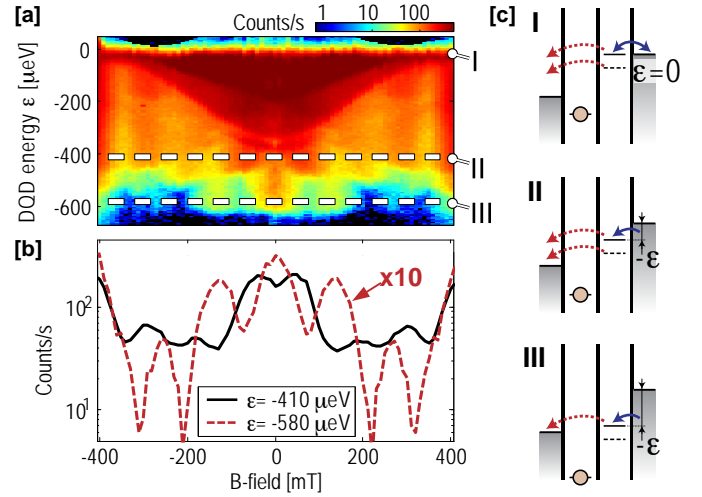 [a]
Counts/s
1 10 100
DQD energy ε [µeV]
0
-200
-400
-600
I
II
III
[b]
Counts/s
10²
10¹
x10
ε= -410 µeV
ε= -580 µeV
-400 -200 0 200 400
B-field [mT]
[c]
I
ε=0
II
-ε
III
-ε